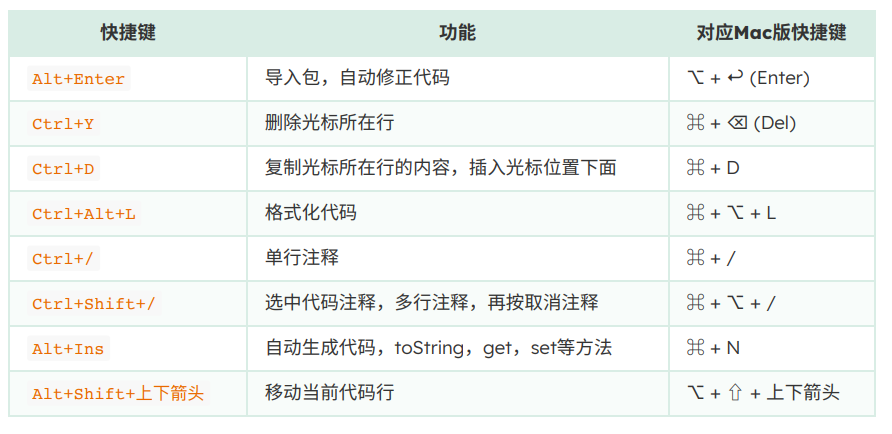 快捷键 功能 对应Mac版快捷键
Alt+Enter 导入包，自动修正代码 ⌥ + ↩ (Enter)
Ctrl+Y 删除光标所在行 ⌘ + ⌫ (Del)
Ctrl+D 复制光标所在行的内容，插入光标位置下面 ⌘ + D
Ctrl+Alt+L 格式化代码 ⌘ + ⌥ + L
Ctrl+/ 单行注释 ⌘ + /
Ctrl+Shift+/ 选中代码注释，多行注释，再按取消注释 ⌘ + ⌥ + /
Alt+Ins 自动生成代码，toString，get，set等方法 ⌘ + N
Alt+Shift+上下箭头 移动当前代码行 ⌥ + ⇧ + 上下箭头